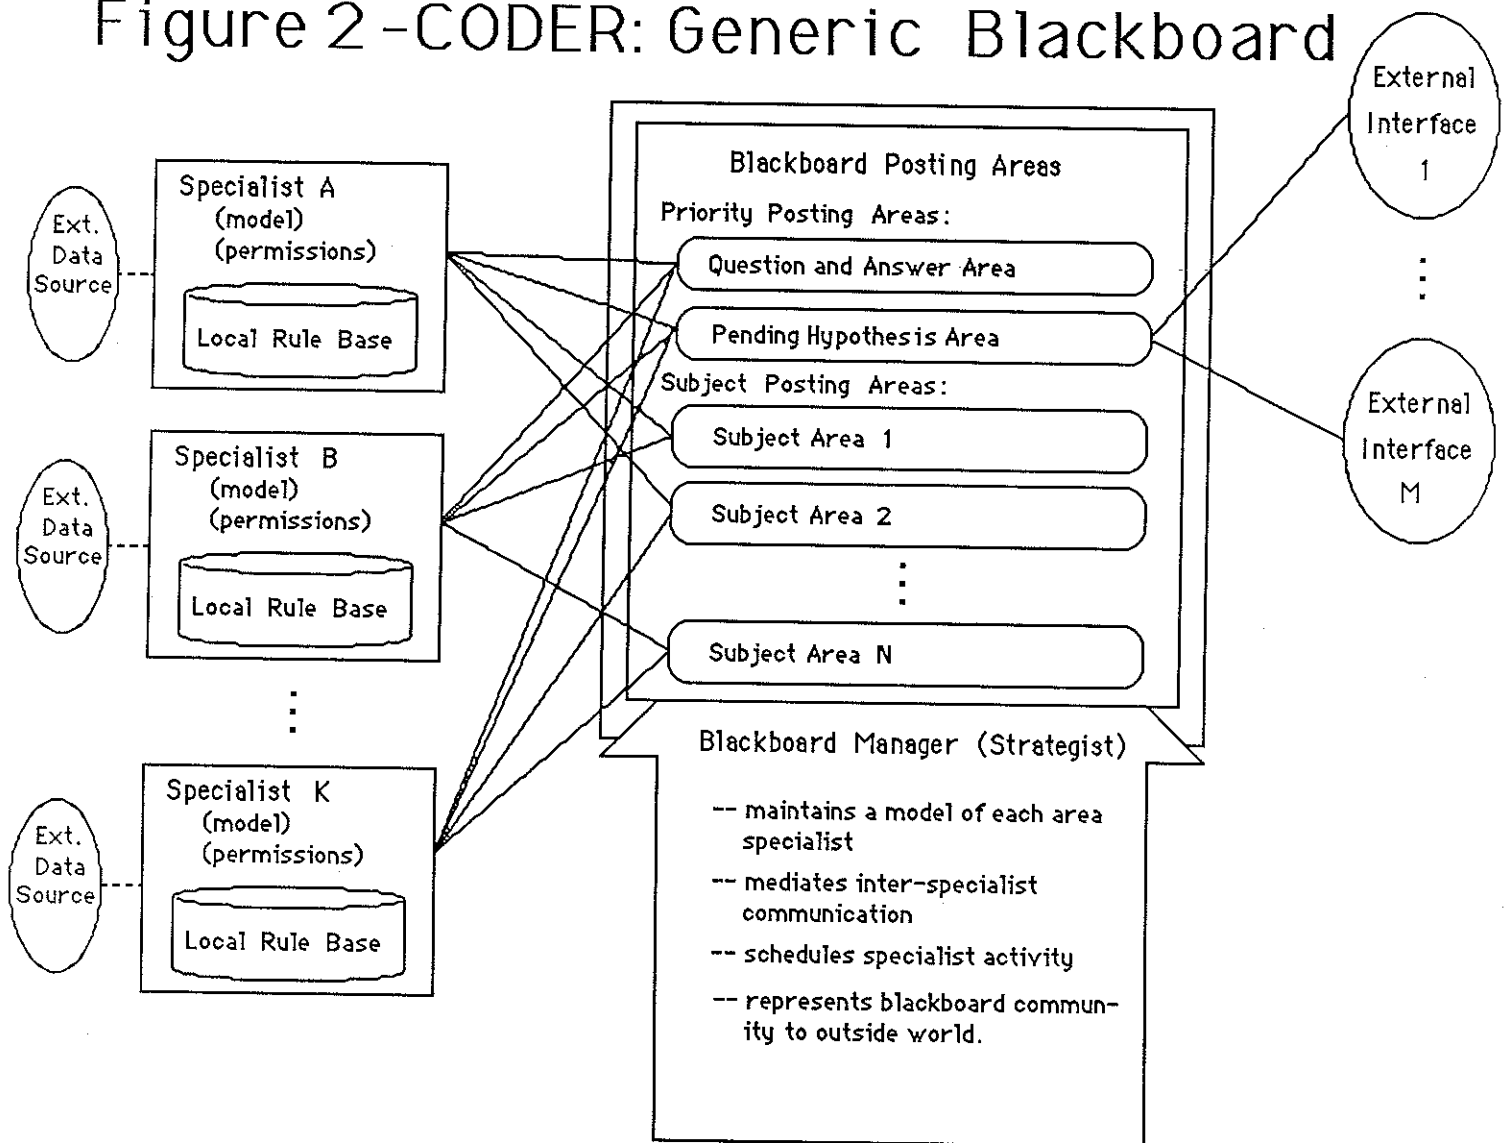 Figure 2 -CODER: Generic Blackboard
Ext.
Data
Source
Specialist A
(model)
(permissions)
Local Rule Base
Ext.
Data
Source
Specialist B
(model)
(permissions)
Local Rule Base
Ext.
Data
Source
Specialist K
(model)
(permissions)
Local Rule Base
Blackboard Posting Areas
Priority Posting Areas:
Question and Answer Area
Pending Hypothesis Area
Subject Posting Areas:
Subject Area 1
Subject Area 2
Subject Area N
Blackboard Manager (Strategist)
-- maintains a model of each area
specialist
-- mediates inter-specialist
communication
-- schedules specialist activity
-- represents blackboard commun-
ity to outside world.
External
Interface
1
External
Interface
M